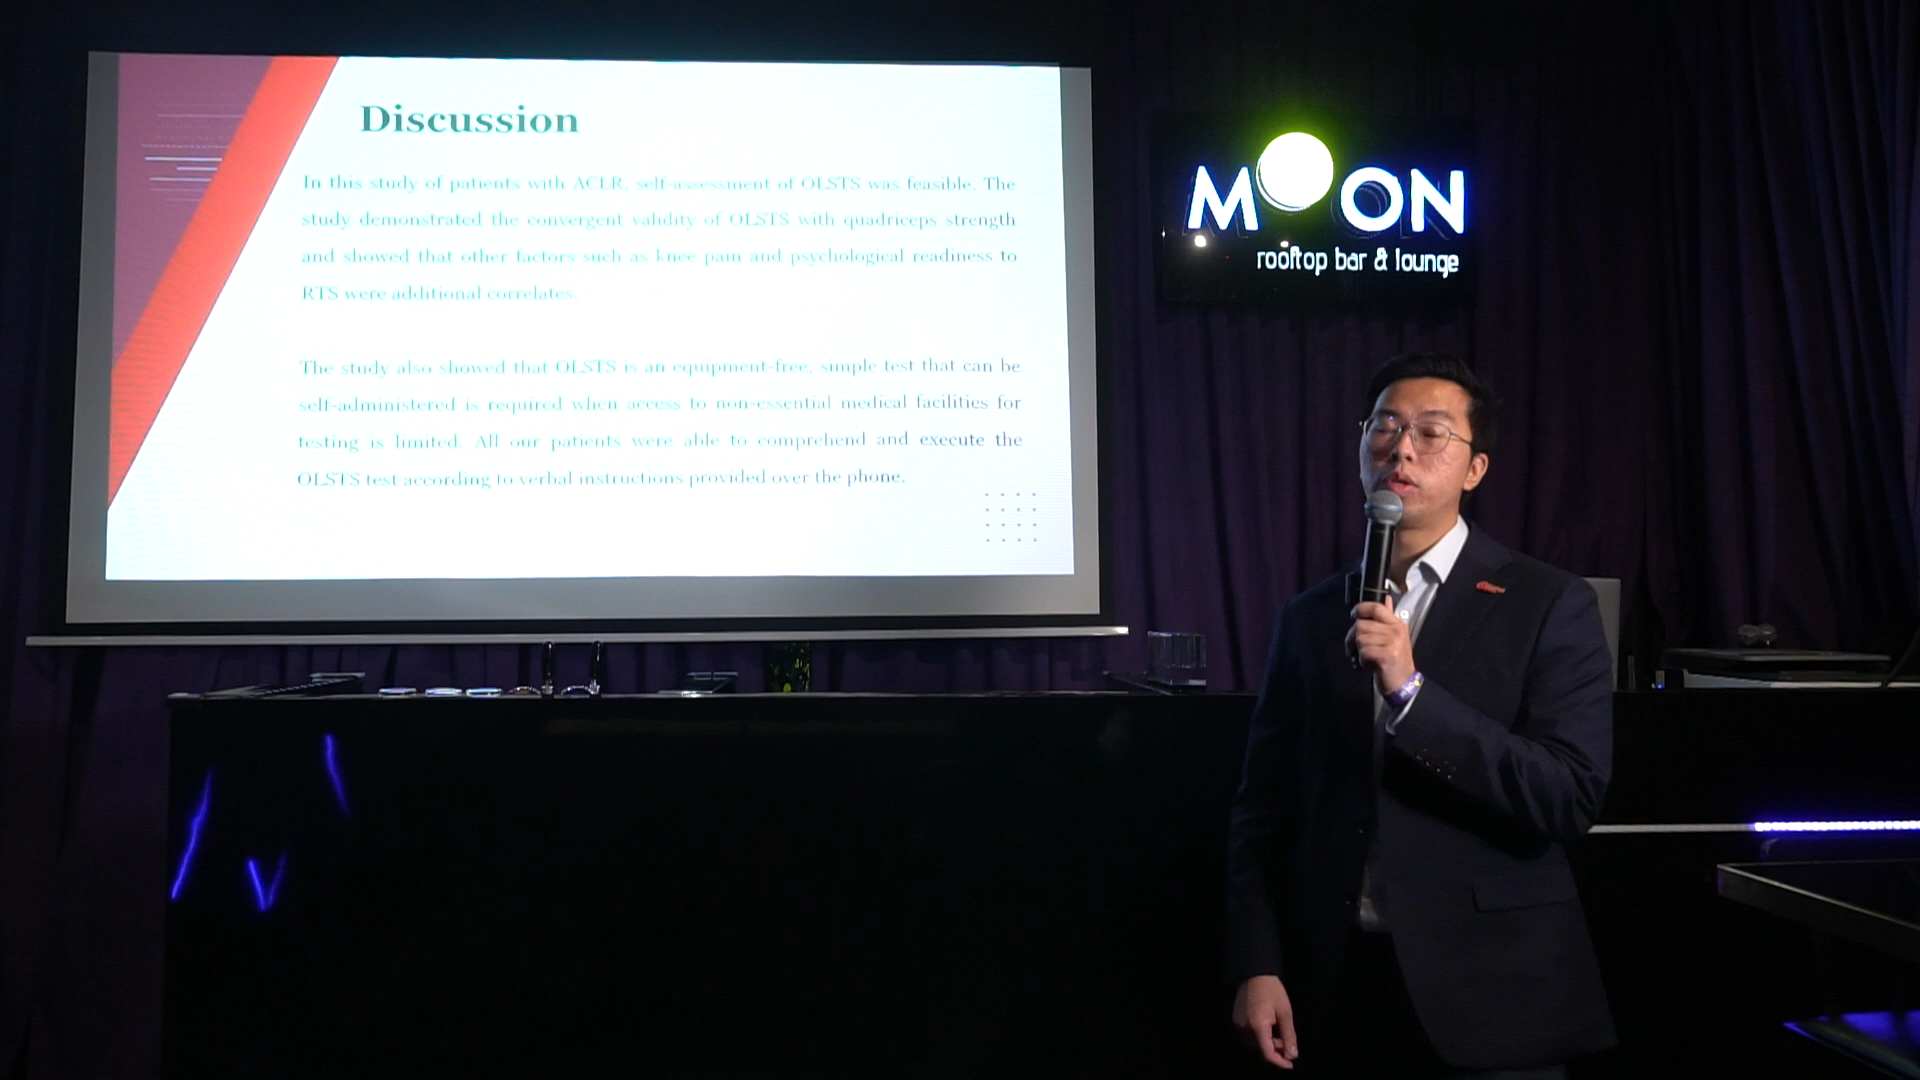 Discussion
In this study of patients with ACLR, self-assessment of OLSTS was feasible. The
study demonstrated the convergent validity of OLSTS with quadriceps strength
and showed that other factors such as knee pain and psychological readiness to
RTS were additional correlates.
The study also showed that OLSTS is an equipment-free, simple test that can be
self-administered is required when access to non-essential medical facilities for
testing is limited. All our patients were able to comprehend and execute the
OLSTS test according to verbal instructions provided over the phone.
MOON
rooftop bar & lounge